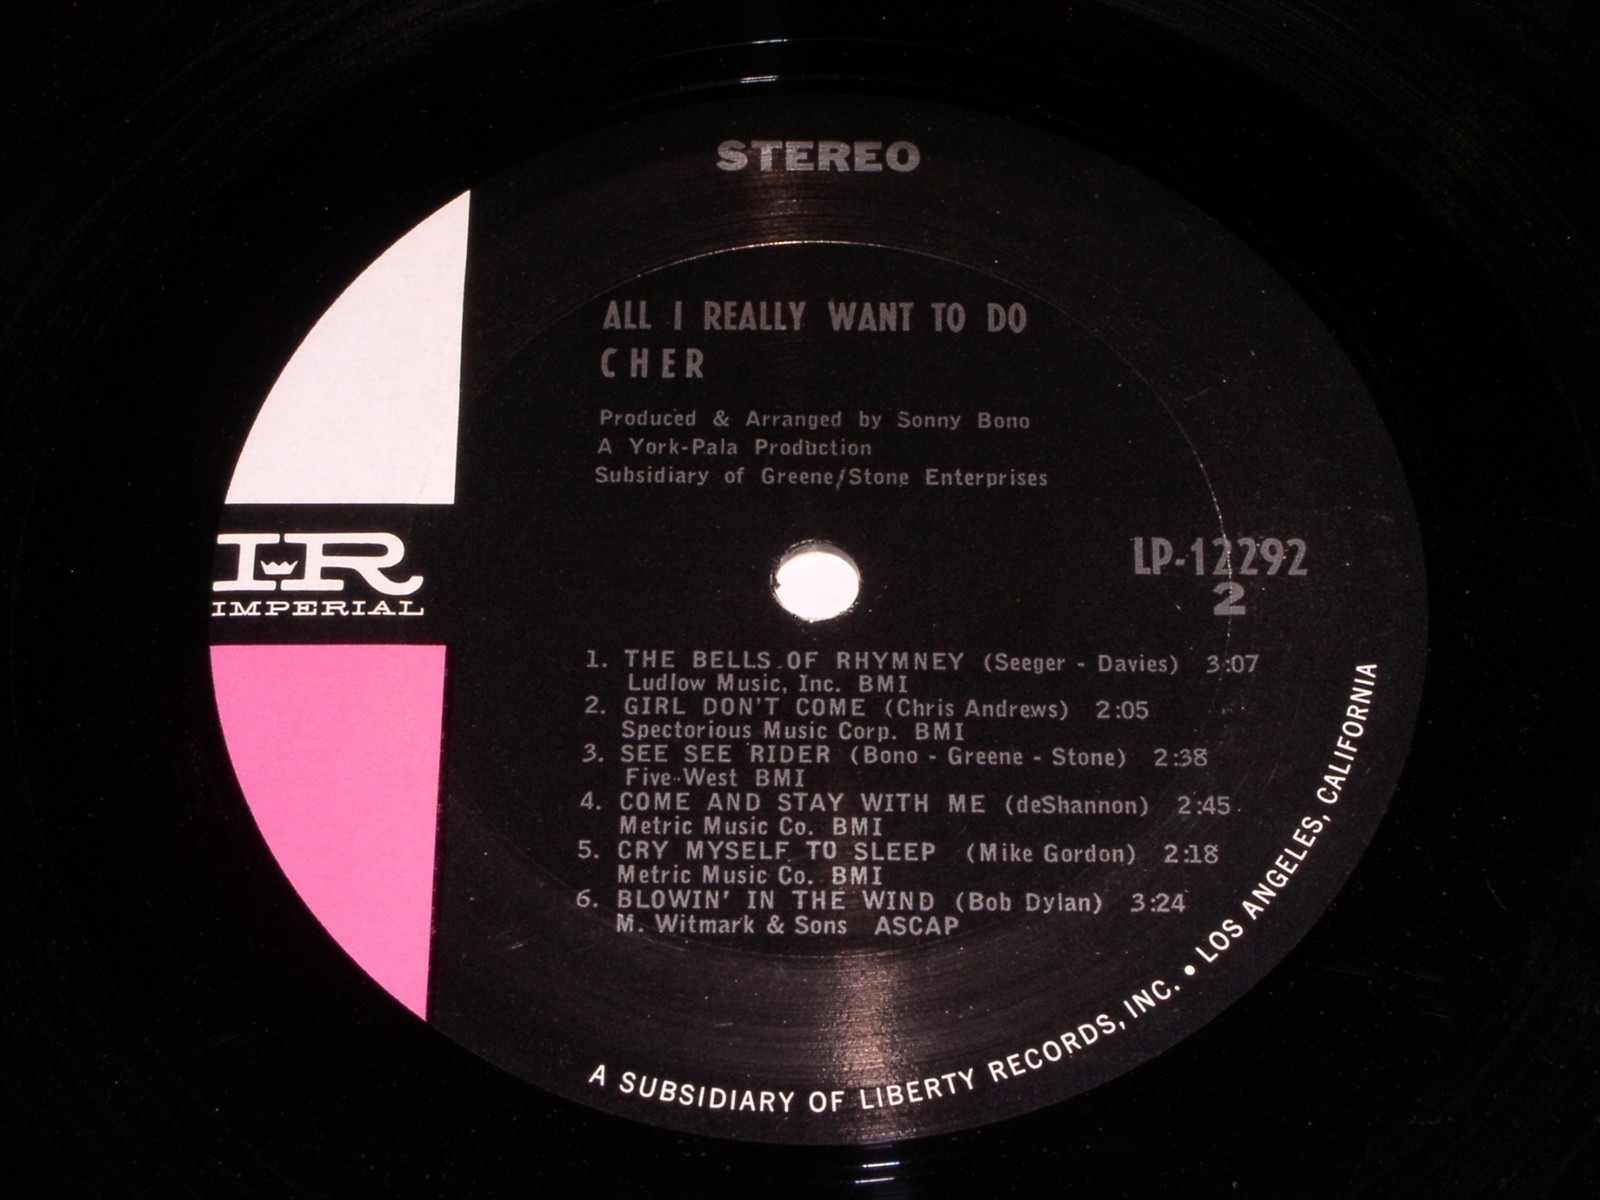 STEREO
ALL I REALLY WANT TO DO
CHER
Produced & Arranged by Sonny Bono
A York-Pala Production
Subsidiary of Greene/Stone Enterprises
IR
IMPERIAL
LP-12292
2
1. THE BELLS OF RHYMNEY (Seeger - Davies) 3:07
Ludlow Music, Inc. BMI
2. GIRL DON'T COME (Chris Andrews) 2:05
Spectorious Music Corp. BMI
3. SEE SEE RIDER (Bono - Greene - Stone) 2:38
Five-West BMI
4. COME AND STAY WITH ME (deShannon) 2:45
Metric Music Co. BMI
5. CRY MYSELF TO SLEEP (Mike Gordon) 2:18
Metric Music Co. BMI
6. BLOWIN' IN THE WIND (Bob Dylan) 3:24
M. Witmark & Sons ASCAP
A SUBSIDIARY OF LIBERTY RECORDS, INC. • LOS ANGELES, CALIFORNIA